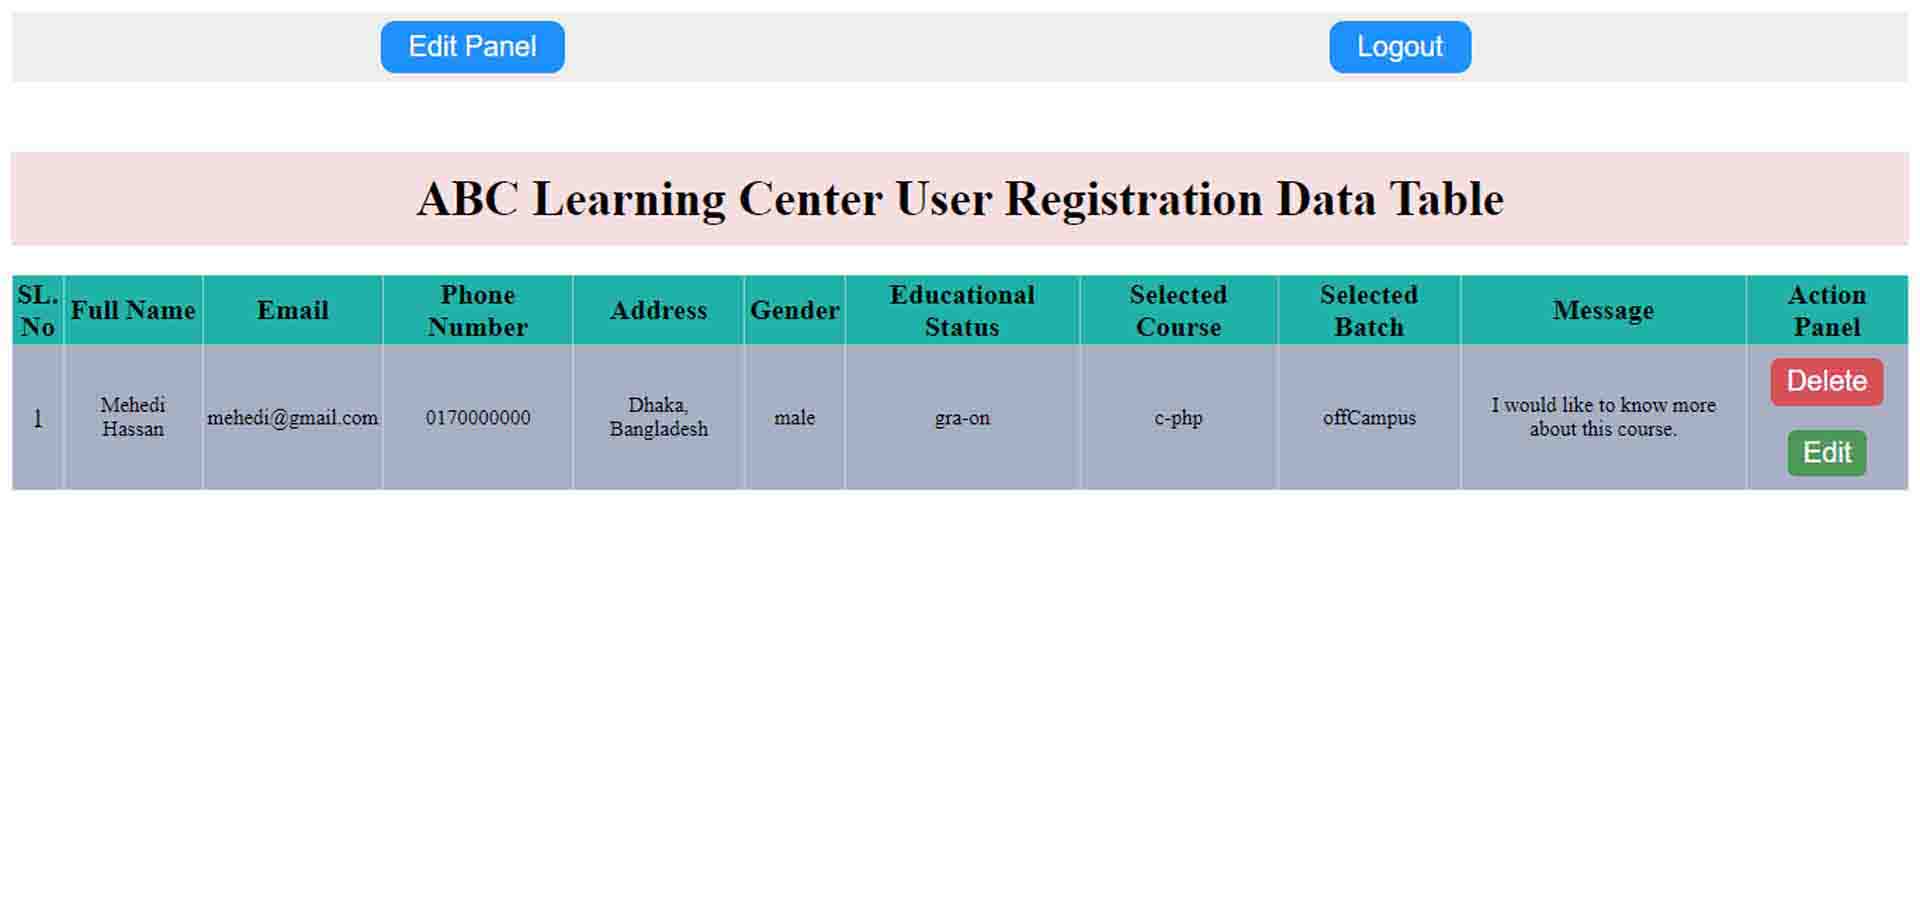 Edit Panel
Logout
ABC Learning Center User Registration Data Table
SL. No
Full Name
Email
Phone Number
Address
Gender
Educational Status
Selected Course
Selected Batch
Message
Action Panel
1
Mehedi Hassan
mehedi@gmail.com
0170000000
Dhaka, Bangladesh
male
gra-on
c-php
offCampus
I would like to know more
about this course.
Delete
Edit